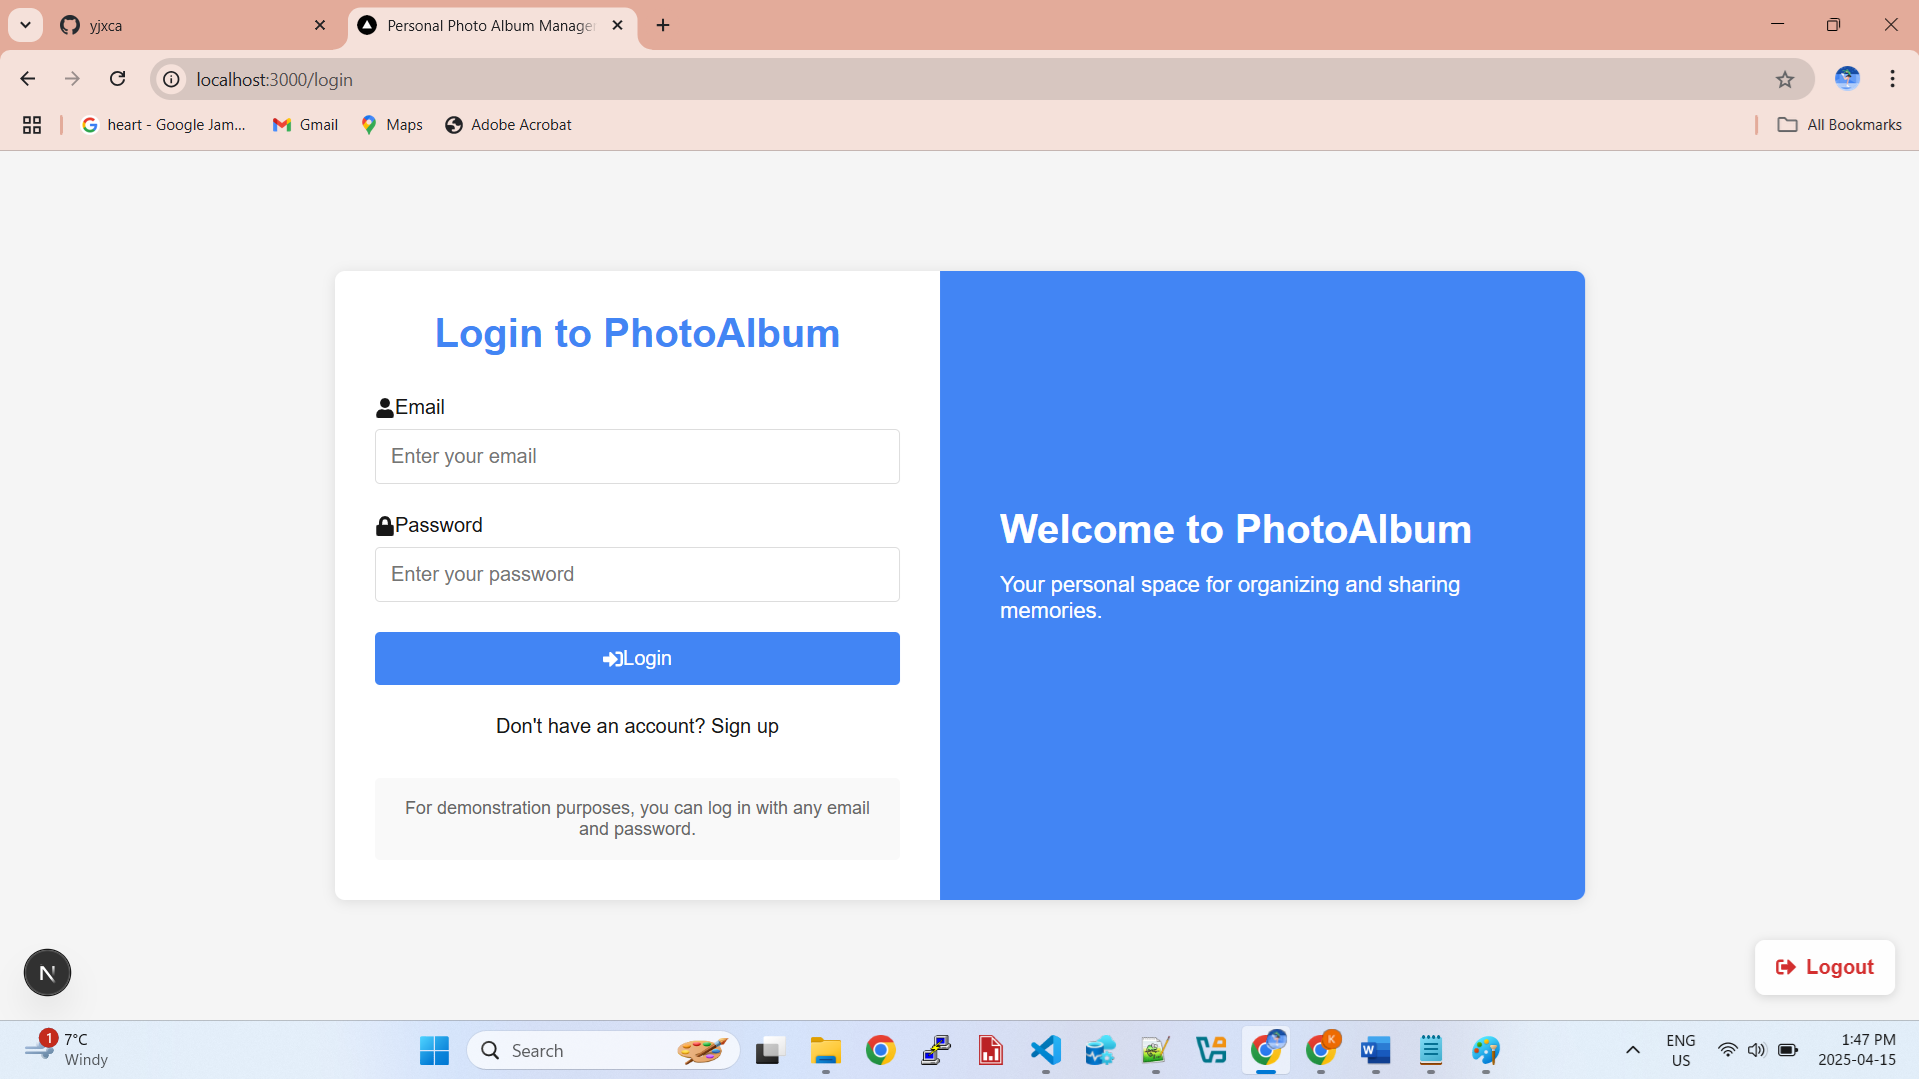 yjxca
Personal Photo Album Manage
localhost:3000/login
heart - Google Jam...
Gmail
Maps
Adobe Acrobat
All Bookmarks
Login to PhotoAlbum
Email
Enter your email
Password
Enter your password
Login
Don't have an account? Sign up
For demonstration purposes, you can log in with any email
and password.
Welcome to PhotoAlbum
Your personal space for organizing and sharing
memories.
N
Logout
1
7°C
Windy
Search
K
W
ENG
US
1:47 PM
2025-04-15